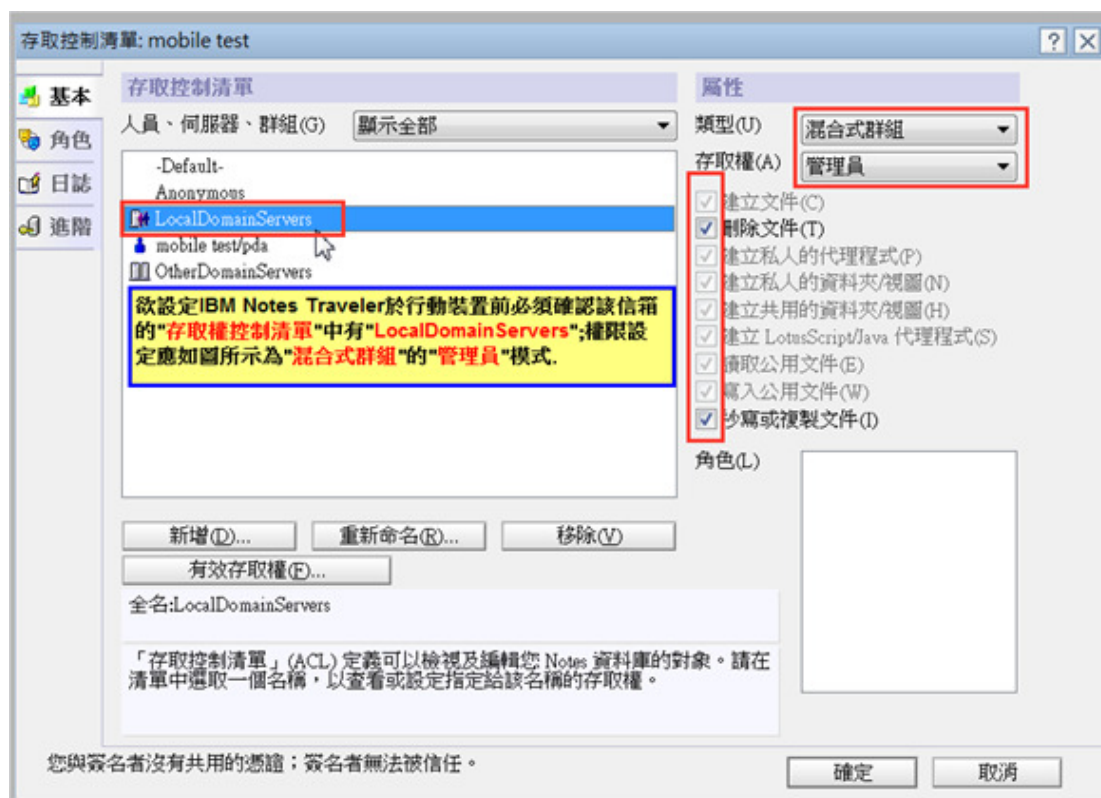 存取控制清單: mobile test
基本
角色
日誌
進階
存取控制清單
人員、伺服器、群組(G)
顯示全部
-Default-
Anonymous
LocalDomainServers
mobile test/pda
OtherDomainServers
欲設定IBM Notes Traveler於行動裝置前必須確認該信箱
的"存取權控制清單"中有"LocalDomainServers";權限設
定應如圖所示為"混合式群組"的"管理員"模式.
新增(D)...
重新命名(R)...
移除(V)
有效存取權(F)...
全名:LocalDomainServers
「存取控制清單」(ACL) 定義可以檢視及編輯您 Notes 資料庫的對象。請在
清單中選取一個名稱，以查看或設定指定給該名稱的存取權。
屬性
類型(U)
混合式群組
存取權(A)
管理員
建立文件(C)
刪除文件(T)
建立私人的代理程式(P)
建立私人的資料夾/視圖(N)
建立共用的資料夾/視圖(H)
建立 LotusScript/Java 代理程式(S)
讀取公用文件(E)
寫入公用文件(W)
抄寫或複製文件(I)
角色(L)
您與簽名者沒有共用的憑證；簽名者無法被信任。
確定
取消